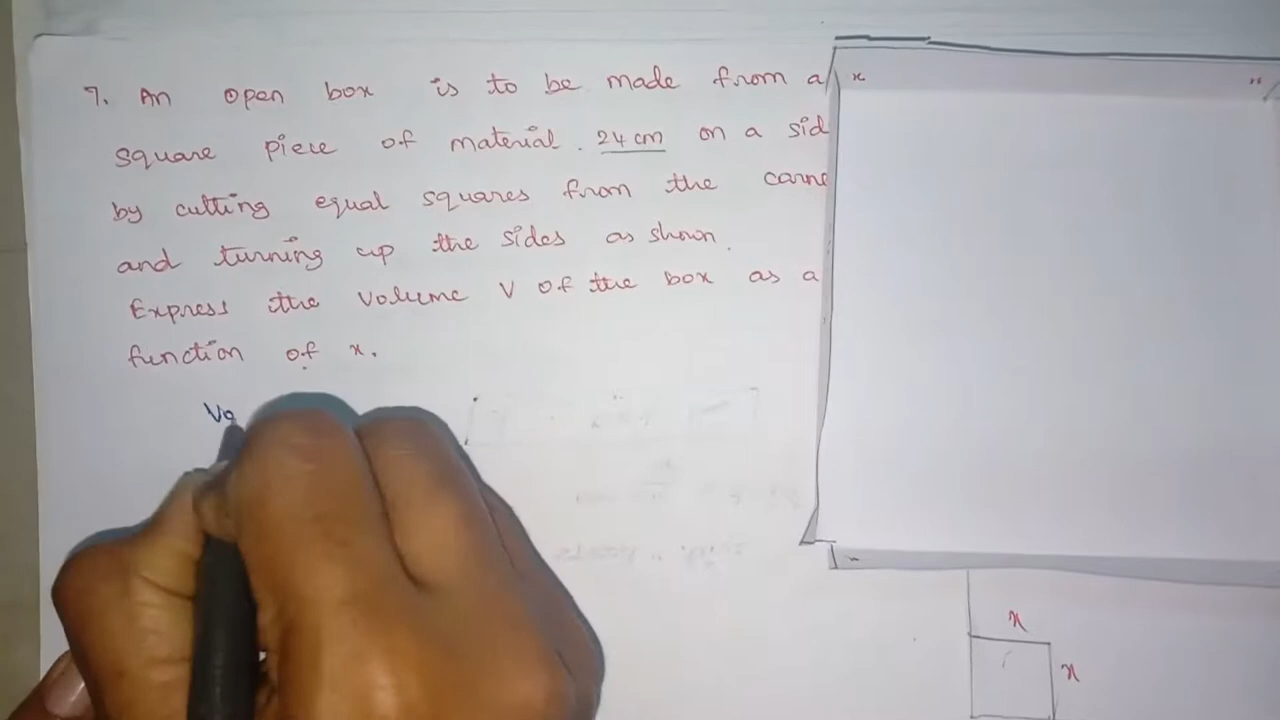 7. An open box is to be made from a
square piece of material. 24 cm on a sid
by cutting equal squares from the corne
and turning up the sides as shown.
Express the volume V of the box as a
function of x.
Vo
x
x
x